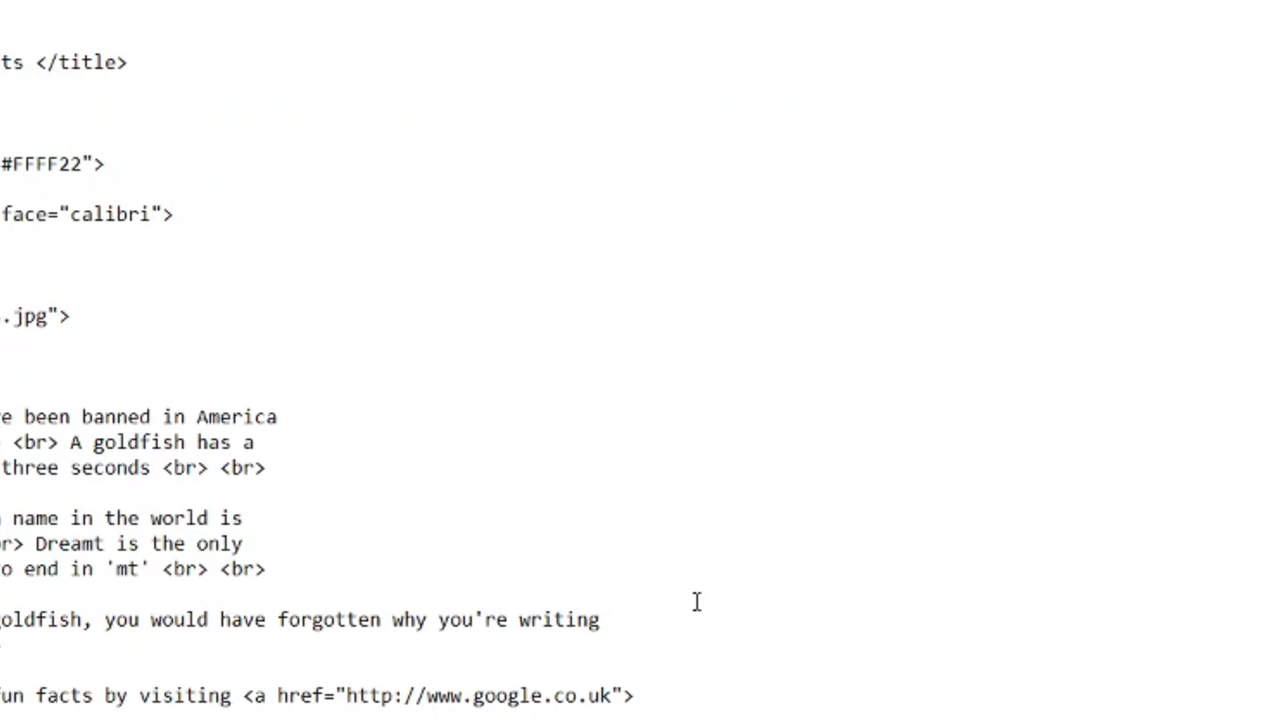 ts </title>
#FFFF22">
face="calibri">
.jpg">
e been banned in America
<br> A goldfish has a
three seconds <br> <br>
name in the world is
r> Dreamt is the only
o end in 'mt' <br> <br>
oldfish, you would have forgotten why you're writing
un facts by visiting <a href="http://www.google.co.uk">